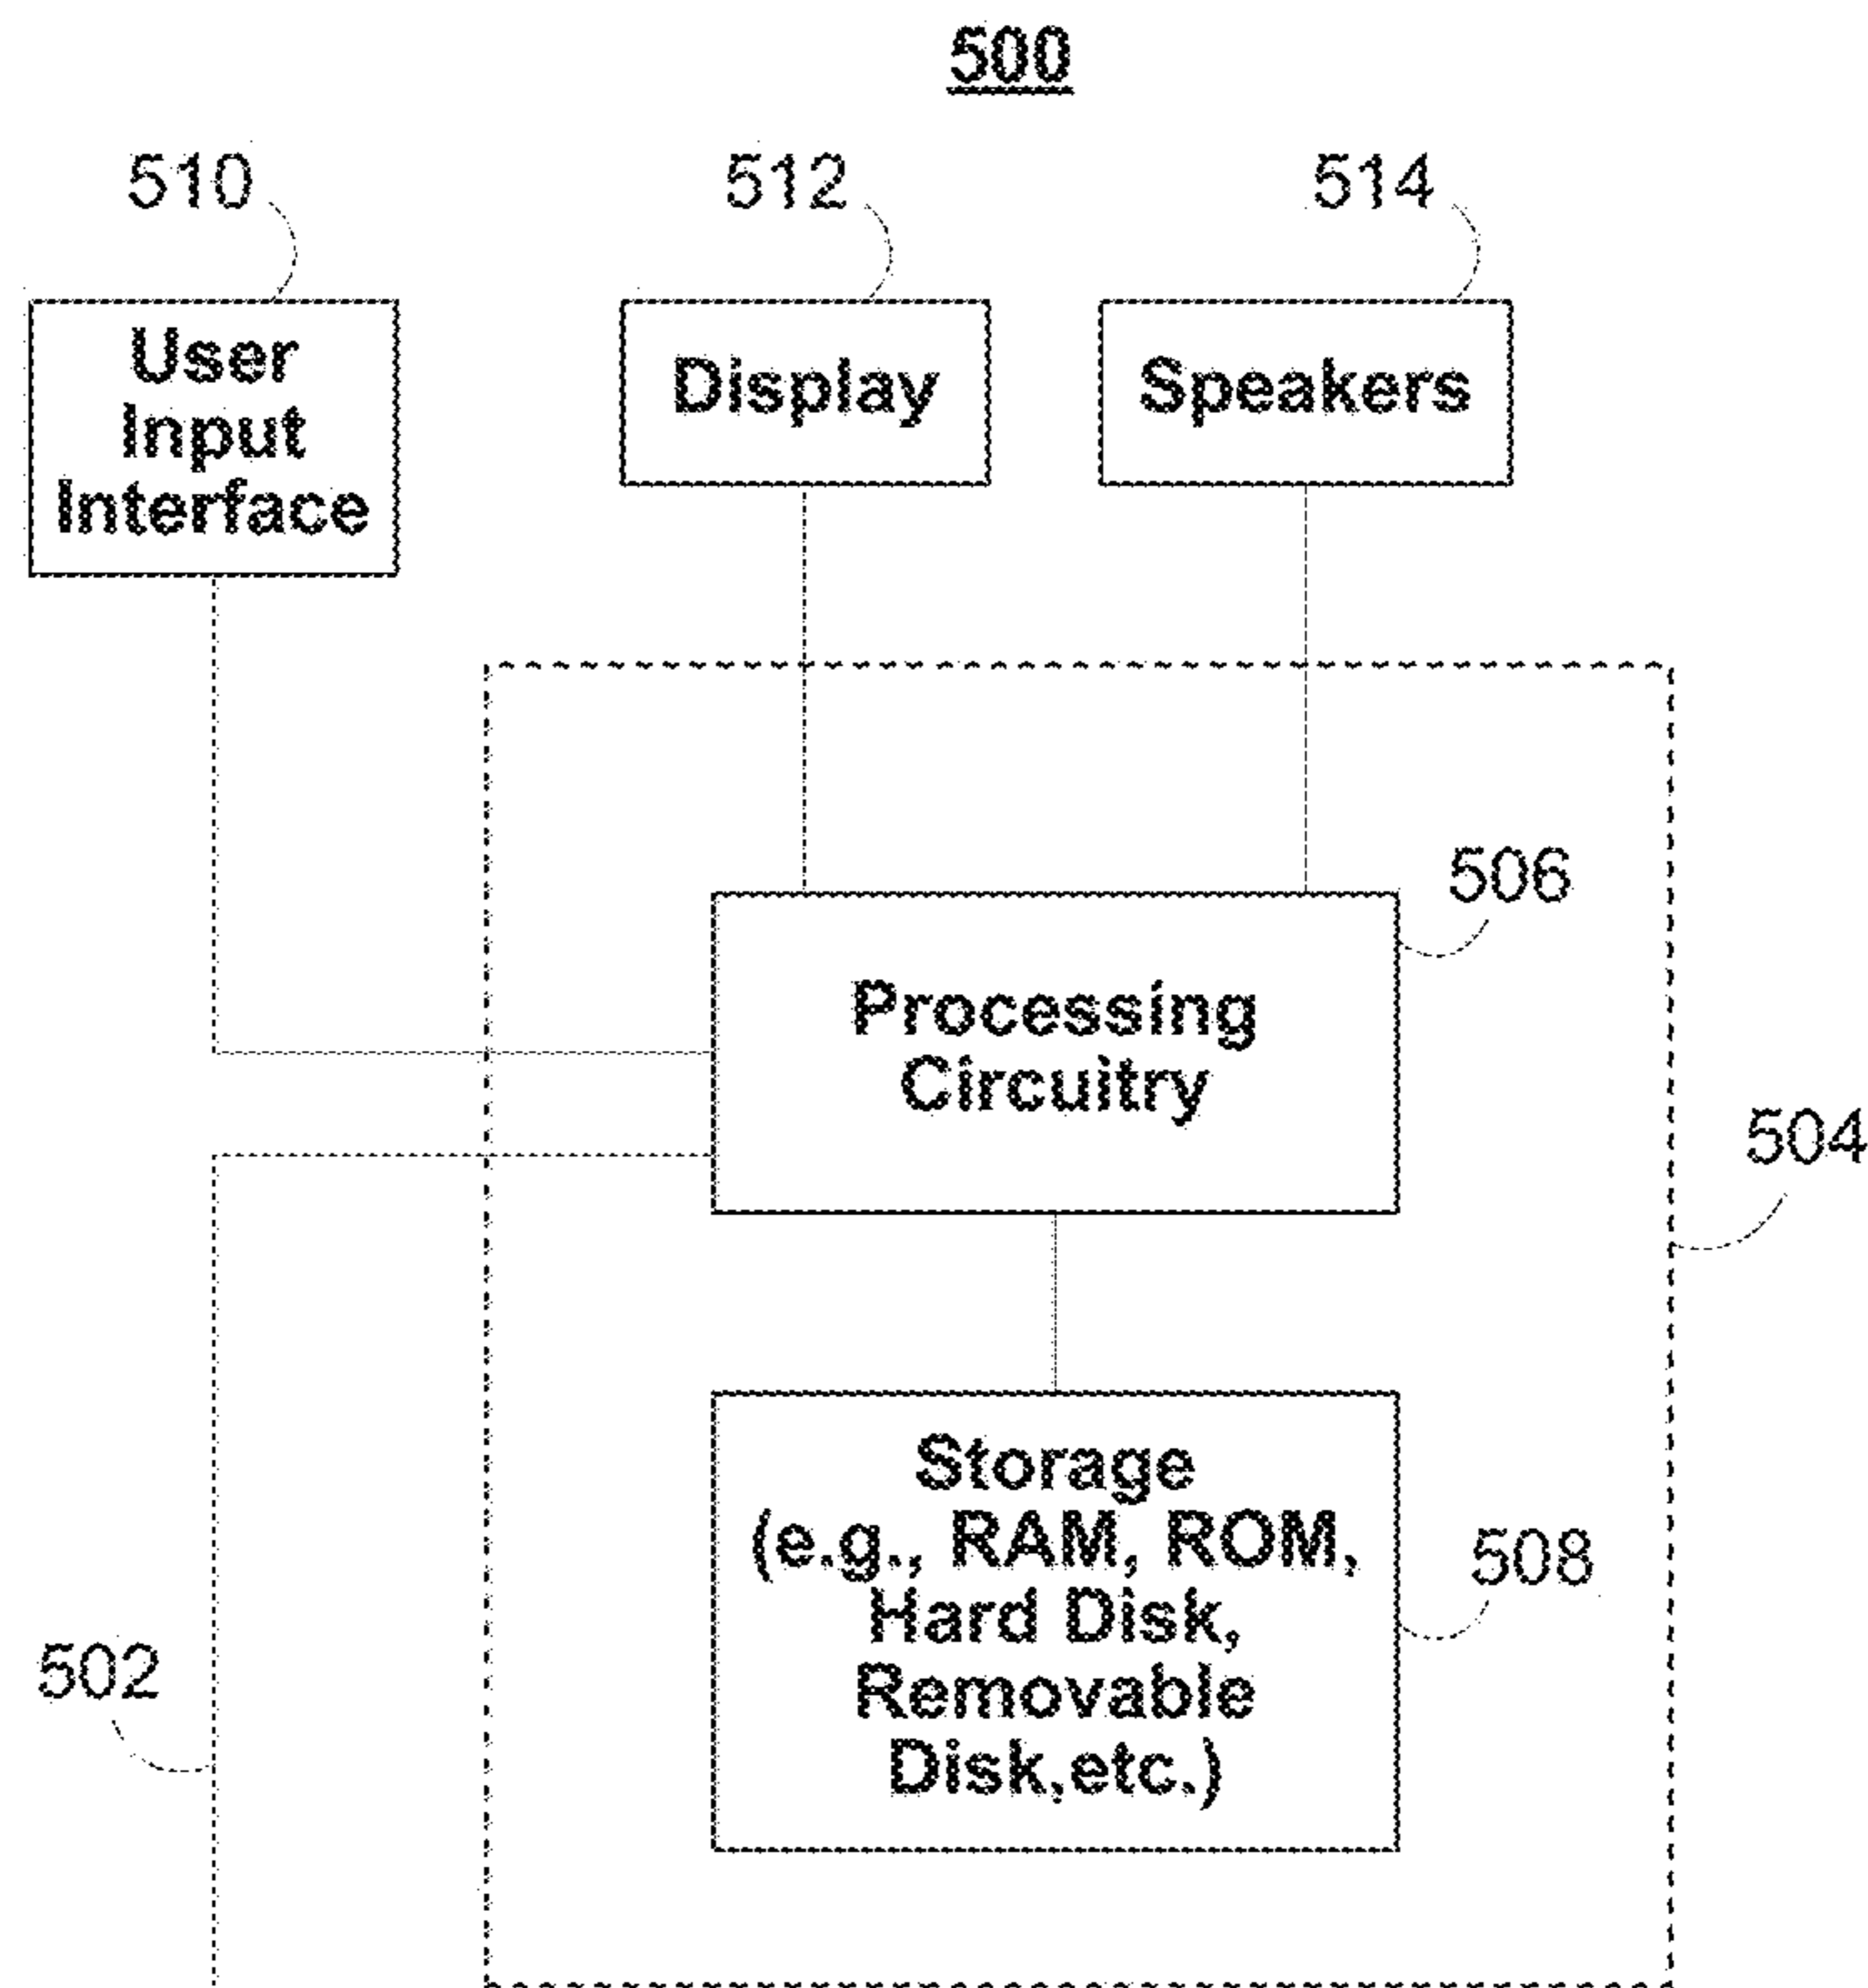 500
510
512
514
User
Input
Interface
Display
Speakers
506
Processing
Circuitry
504
Storage
(e.g., RAM, ROM,
Hard Disk,
Removable
Disk,etc.)
508
502